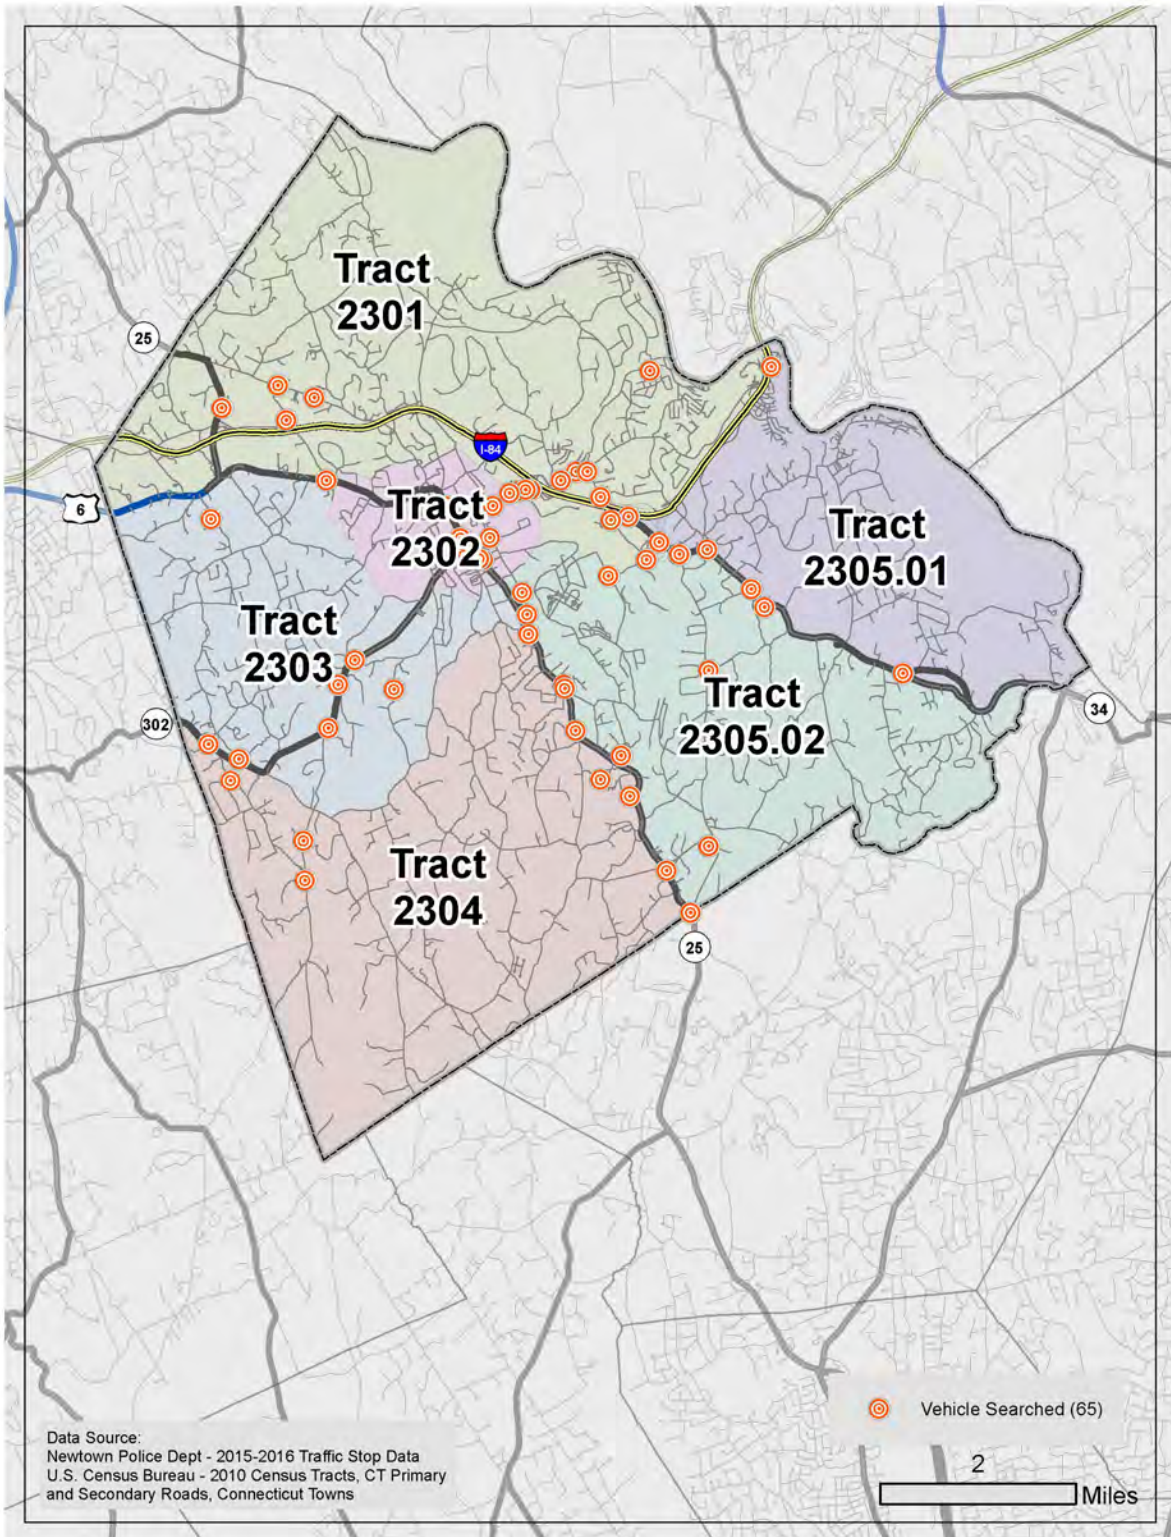 Tract
2301
25
I-84
6
Tract
2302
Tract
2305.01
Tract
2303
Tract
2305.02
302
34
Tract
2304
25
Vehicle Searched (65)
Data Source:
Newtown Police Dept - 2015-2016 Traffic Stop Data
U.S. Census Bureau - 2010 Census Tracts, CT Primary
and Secondary Roads, Connecticut Towns
2
Miles